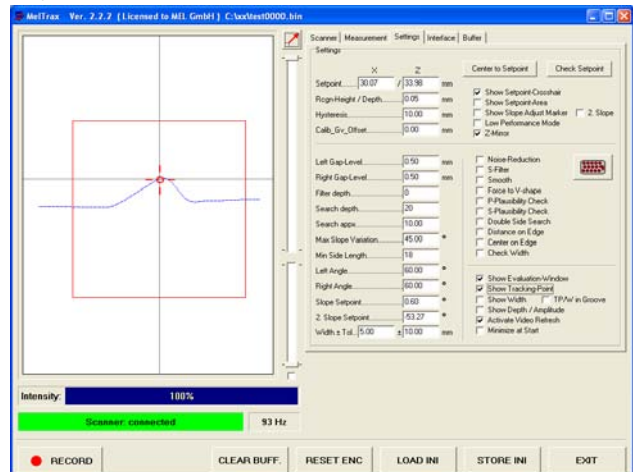 MelTrax Ver. 2.2.2 ( Licensed to MEL GmbH ) C:\xx\test0000.bin
Scanner Measurement Settings Interface Buffer
Settings
X Z
Setpoint 30.07 / 33.98 mm
Rcgn-Height / Depth 0.05 mm
Hysteresis 10.00 mm
Calib_Gv_Offset 0.00 mm
Center to Setpoint Check Setpoint
Show Setpoint-Crosshair
Show Setpoint-Area
Show Slope Adjust Marker 2. Slope
Low Performance Mode
Z-Mirror
Left Gap-Level 0.50 mm
Right Gap-Level 0.50 mm
Filter depth 0
Search depth 20
Search appx. 10.00
Max Slope Variation 45.00 °
Min Side Length 18
Left Angle 60.00 °
Right Angle 60.00 °
Slope Setpoint 0.60 °
2. Slope Setpoint -53.27 °
Width ± Tol. 5.00 ± 10.00 mm
Noise-Reduction
S-Filter
Smooth
Force to V-shape
P-Plausibility Check
S-Plausibility Check
Double Side Search
Distance on Edge
Center on Edge
Check Width
Show Evaluation-Window
Show Tracking-Point
Show Width TP/W in Groove
Show Depth / Amplitude
Activate Video Refresh
Minimize at Start
Intensity: 100%
Scanner: connected 93 Hz
RECORD CLEAR BUFF. RESET ENC LOAD INI STORE INI EXIT